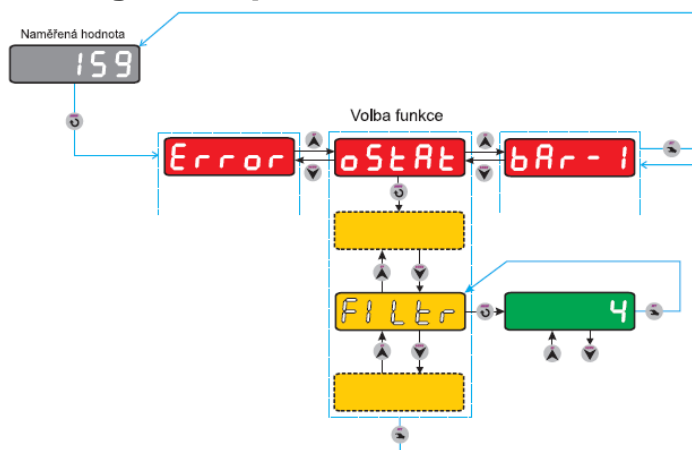 Naměřená hodnota
159
Volba funkce
Error
oStAt
bAr-1
FILtr
4